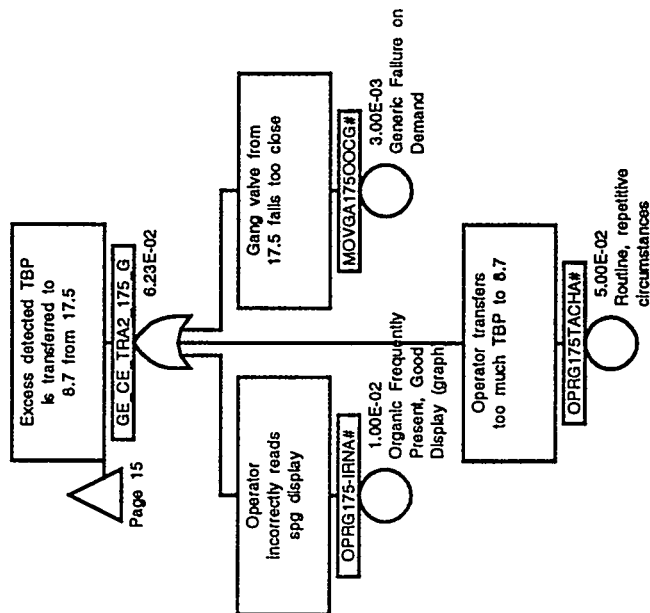 Excess detected TBP
is transferred to
8.7 from 17.5
GE_CE_TRA2_175_G
6.23E-02
Page 15
Operator
incorrectly reads
spg display
OPRG175-IRNA#
1.00E-02
Organic Frequently
Present, Good
Display (graph
Gang valve from
17.5 fails too close
MOVGA175OOCG#
3.00E-03
Generic Failure on
Demand
Operator transfers
too much TBP to 8.7
OPRG175TACHA#
5.00E-02
Routine, repetitive
circumstances